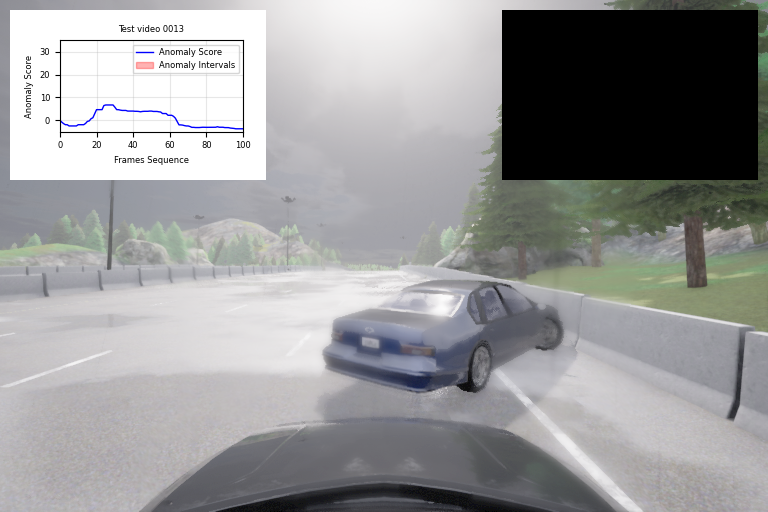 Test video 0013
Anomaly Score
Anomaly Intervals
Anomaly Score
30
20
10
0
0 20 40 60 80 100
Frames Sequence